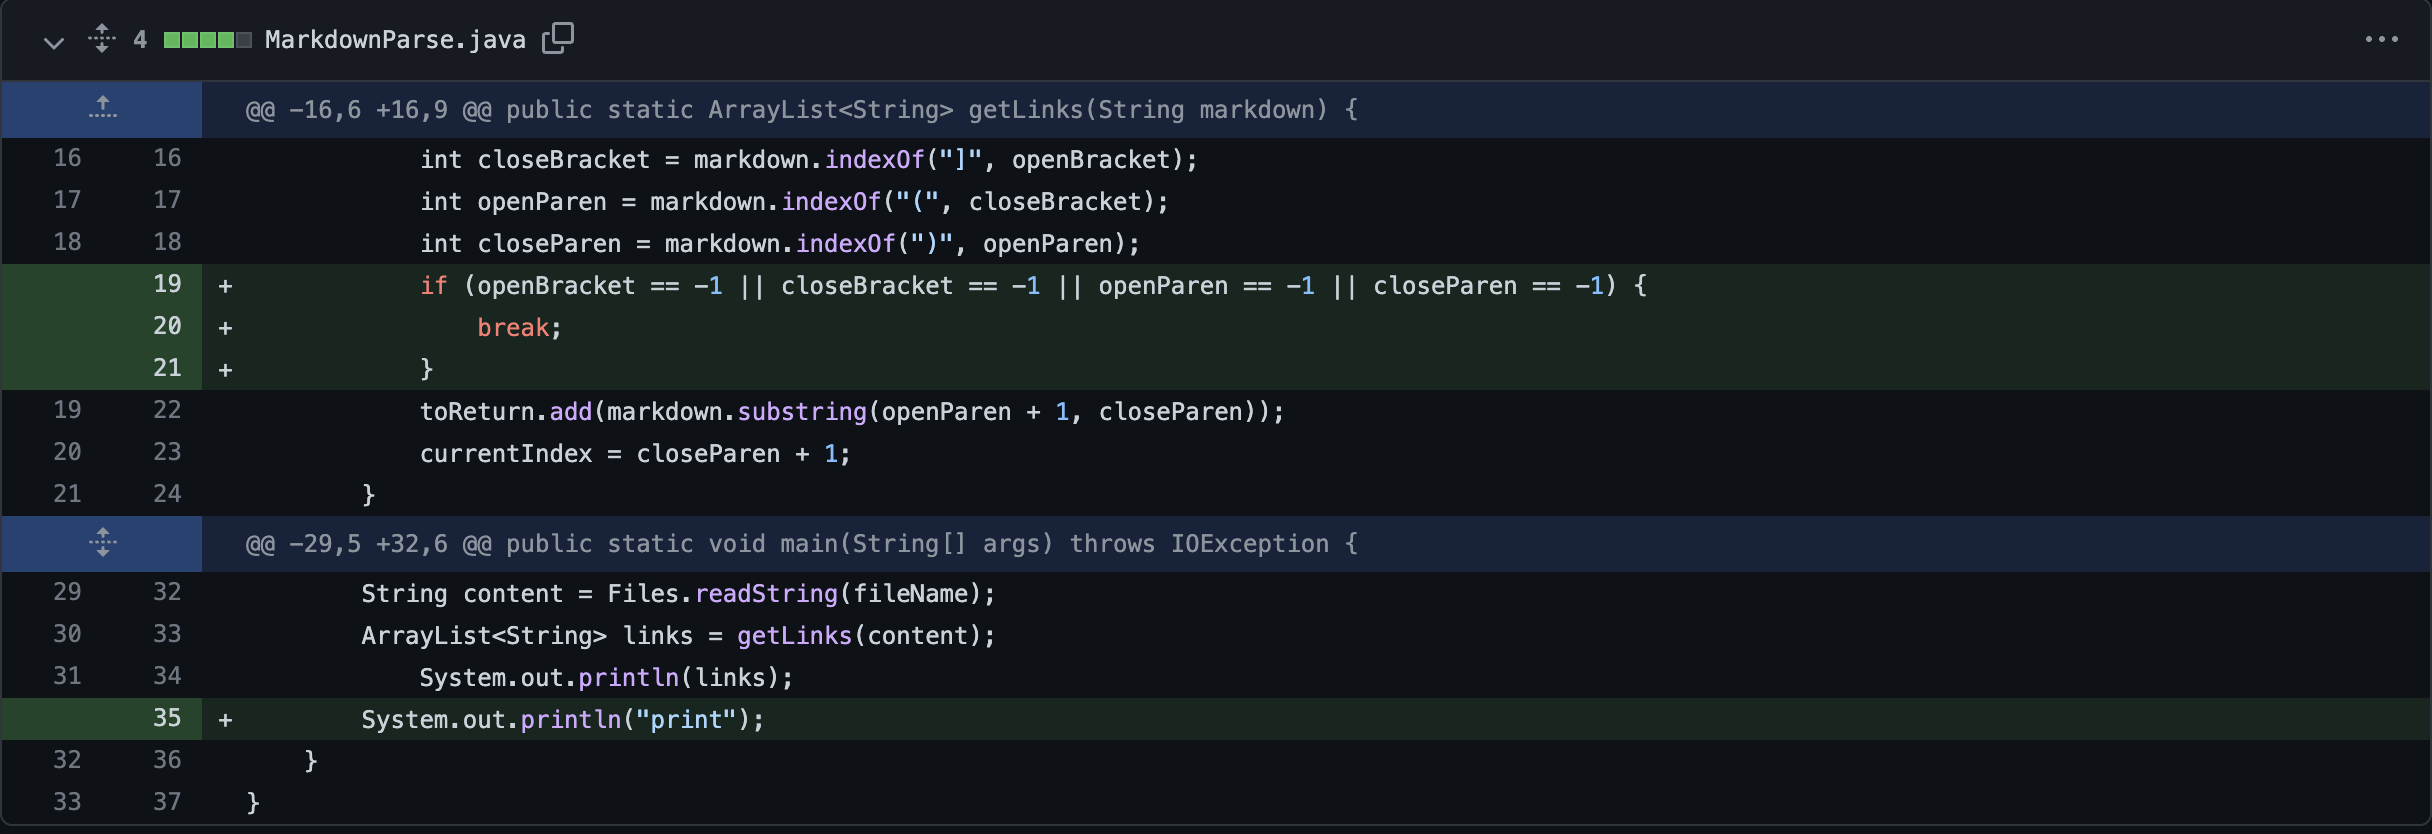 4 MarkdownParse.java
@@ -16,6 +16,9 @@ public static ArrayList<String> getLinks(String markdown) {
16 16 int closeBracket = markdown.indexOf("]", openBracket);
17 17 int openParen = markdown.indexOf("(", closeBracket);
18 18 int closeParen = markdown.indexOf(")", openParen);
19 + if (openBracket == -1 || closeBracket == -1 || openParen == -1 || closeParen == -1) {
20 + break;
21 + }
19 22 toReturn.add(markdown.substring(openParen + 1, closeParen));
20 23 currentIndex = closeParen + 1;
21 24 }
@@ -29,5 +32,6 @@ public static void main(String[] args) throws IOException {
29 32 String content = Files.readString(fileName);
30 33 ArrayList<String> links = getLinks(content);
31 34 System.out.println(links);
35 + System.out.println("print");
32 36 }
33 37 }